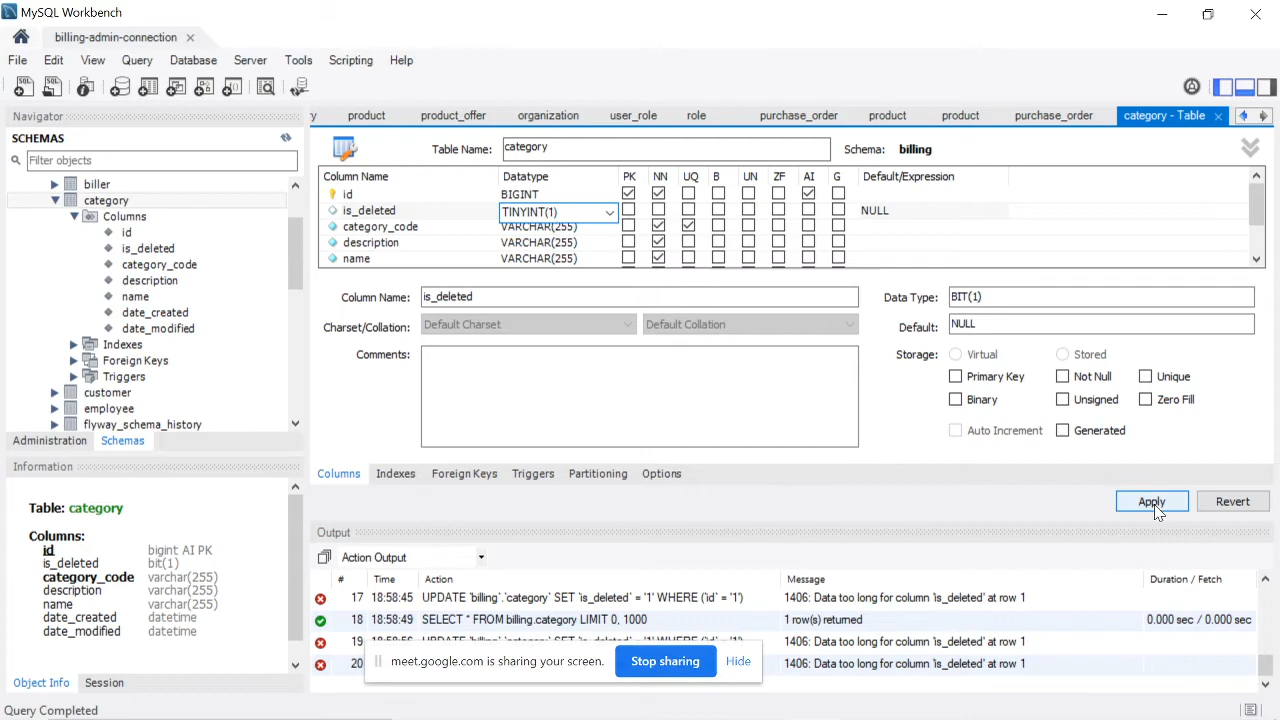 MySQL Workbench
billing-admin-connection
File Edit View Query Database Server Tools Scripting Help
Navigator
SCHEMAS
Filter objects
biller
category
Columns
id
is_deleted
category_code
description
name
date_created
date_modified
Indexes
Foreign Keys
Triggers
customer
employee
flyway_schema_history
Administration Schemas
Information
Table: category
Columns:
id bigint AI PK
is_deleted bit(1)
category_code varchar(255)
description varchar(255)
name varchar(255)
date_created datetime
date_modified datetime
Object Info Session
Query Completed
y product product_offer organization user_role role purchase_order product product purchase_order category - Table
Table Name: category Schema: billing
Column Name Datatype PK NN UQ B UN ZF AI G Default/Expression
id BIGINT
is_deleted TINYINT(1) NULL
category_code VARCHAR(255)
description VARCHAR(255)
name VARCHAR(255)
Column Name: is_deleted Data Type: BIT(1)
Charset/Collation: Default Charset Default Collation Default: NULL
Comments: Storage: Virtual Stored
Primary Key Not Null Unique
Binary Unsigned Zero Fill
Auto Increment Generated
Columns Indexes Foreign Keys Triggers Partitioning Options
Apply Revert
Output
Action Output
# Time Action Message Duration / Fetch
17 18:58:45 UPDATE `billing`.`category` SET `is_deleted` = '1' WHERE (`id` = '1') 1406: Data too long for column 'is_deleted' at row 1
18 18:58:49 SELECT * FROM billing.category LIMIT 0, 1000 1 row(s) returned 0.000 sec / 0.000 sec
19 18:58:56 UPDATE `billing`.`category` SET `is_deleted` = '1' WHERE (`id` = '1') 1406: Data too long for column 'is_deleted' at row 1
20 1406: Data too long for column 'is_deleted' at row 1
meet.google.com is sharing your screen. Stop sharing Hide